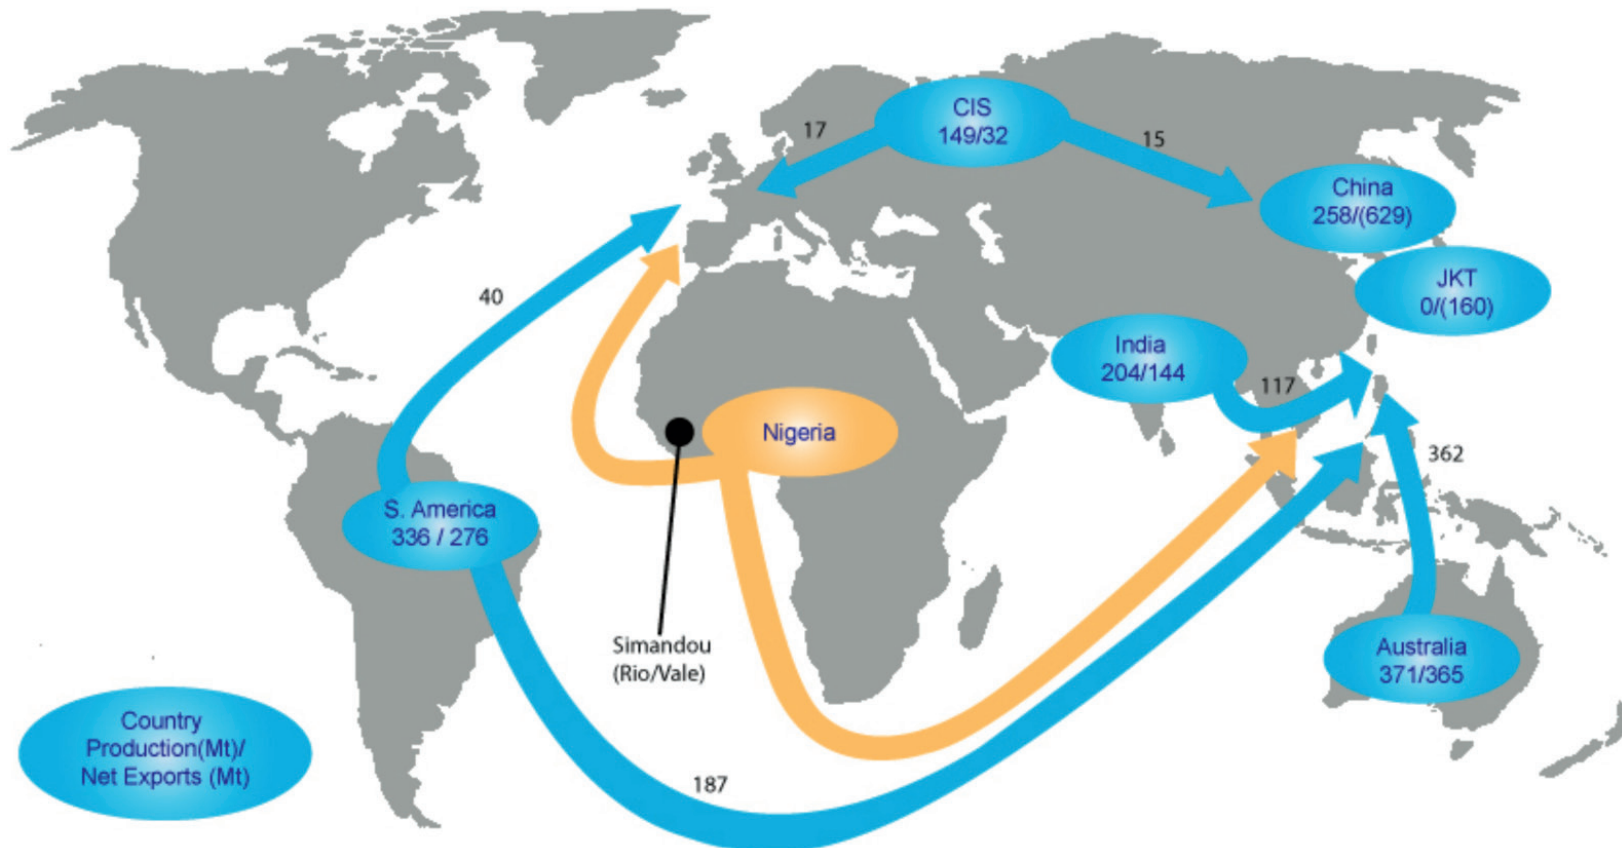 CIS
149/32
17
15
China
258/(629)
JKT
0/(160)
40
India
204/144
117
Nigeria
362
S. America
336 / 276
Simandou
(Rio/Vale)
Australia
371/365
Country
Production(Mt)/
Net Exports (Mt)
187